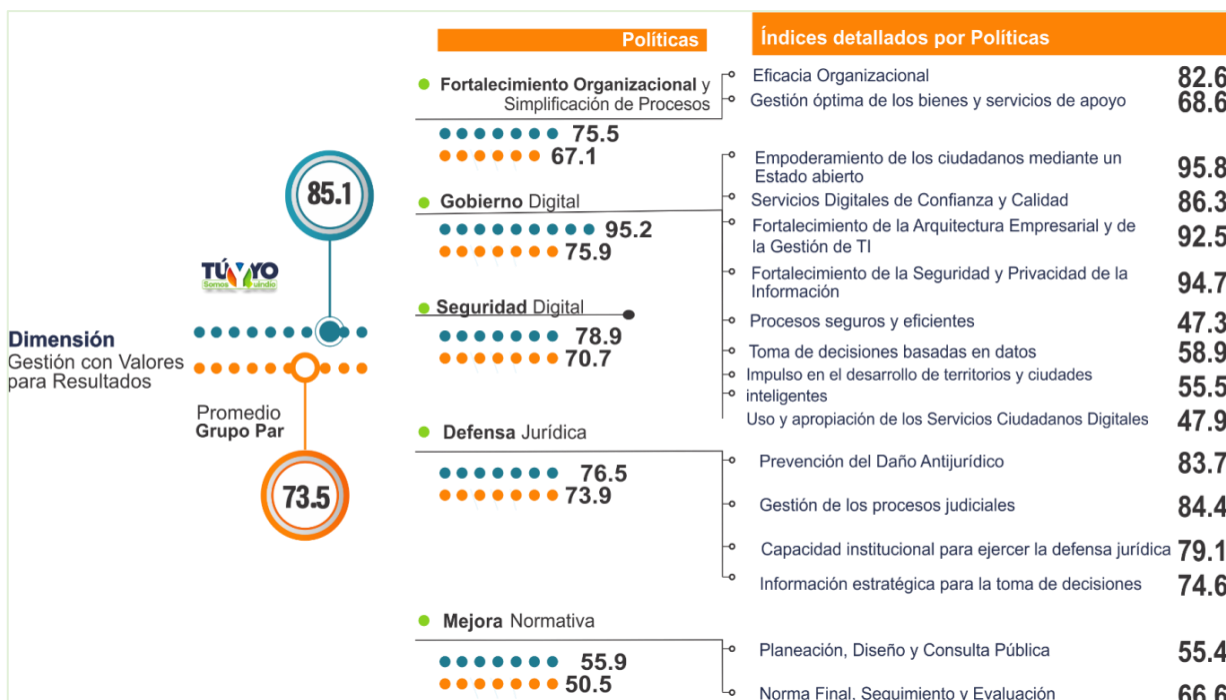 Políticas
Índices detallados por Políticas
Fortalecimiento Organizacional y
Simplificación de Procesos
75.5
67.1
Eficacia Organizacional
82.6
Gestión óptima de los bienes y servicios de apoyo
68.6
85.1
TÚ Y YO
Somos Quindío
Dimensión
Gestión con Valores
para Resultados
Promedio
Grupo Par
73.5
Gobierno Digital
95.2
75.9
Empoderamiento de los ciudadanos mediante un
Estado abierto
95.8
Servicios Digitales de Confianza y Calidad
86.3
Fortalecimiento de la Arquitectura Empresarial y de
la Gestión de TI
92.5
Fortalecimiento de la Seguridad y Privacidad de la
Información
94.7
Procesos seguros y eficientes
47.3
Toma de decisiones basadas en datos
58.9
Impulso en el desarrollo de territorios y ciudades
inteligentes
55.5
Uso y apropiación de los Servicios Ciudadanos Digitales
47.9
Seguridad Digital
78.9
70.7
Defensa Jurídica
76.5
73.9
Prevención del Daño Antijurídico
83.7
Gestión de los procesos judiciales
84.4
Capacidad institucional para ejercer la defensa jurídica
79.1
Información estratégica para la toma de decisiones
74.6
Mejora Normativa
55.9
50.5
Planeación, Diseño y Consulta Pública
55.4
Norma Final, Seguimiento y Evaluación
66.6